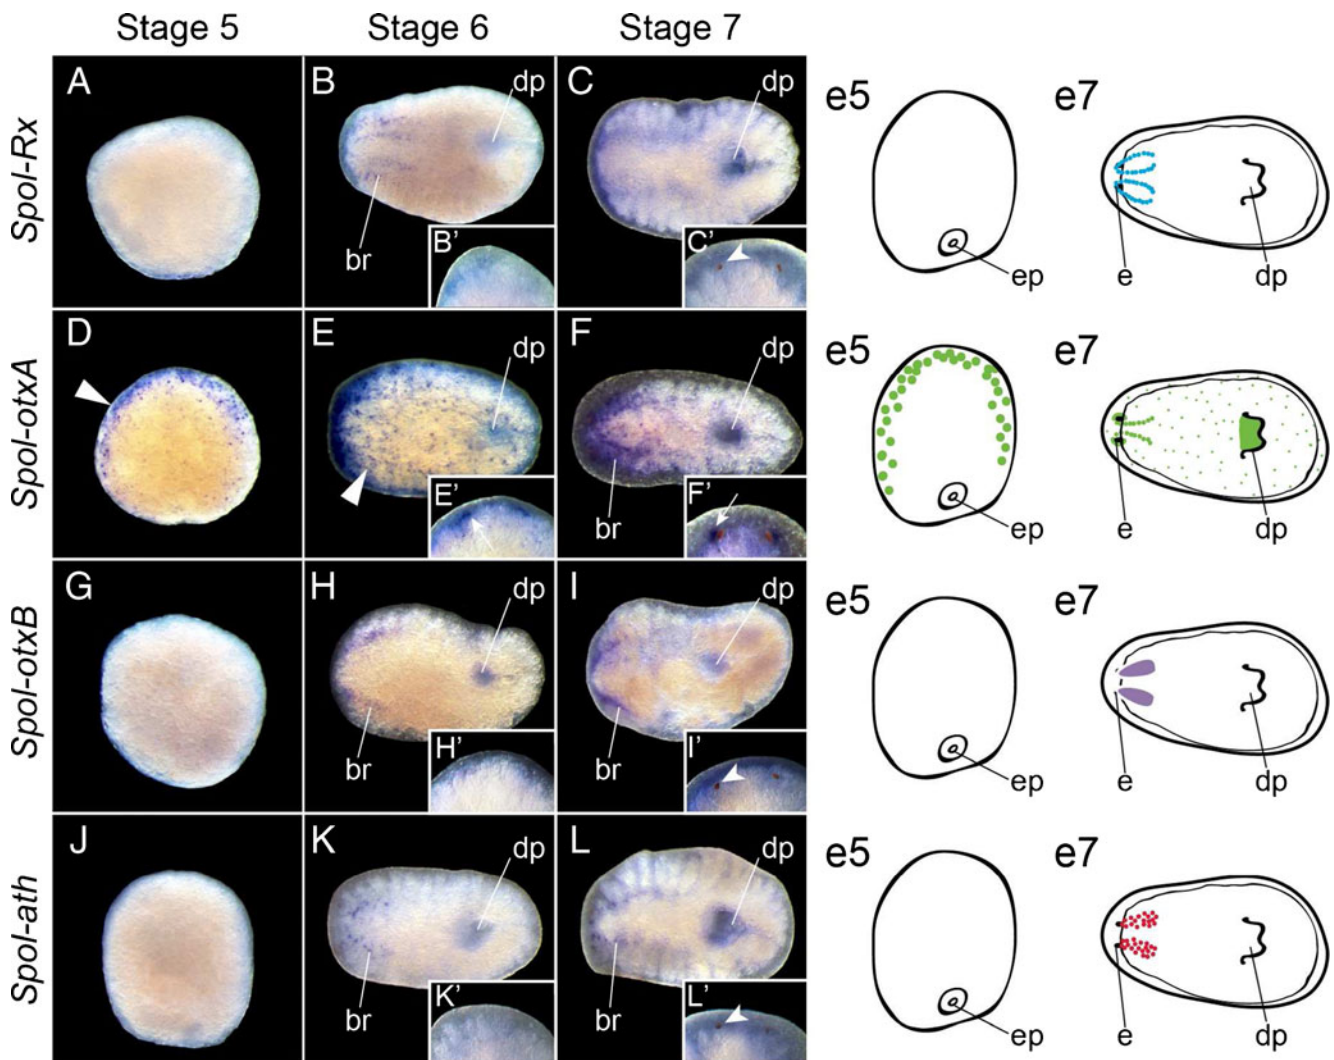 Stage 5 Stage 6 Stage 7
Spol-Rx
A B dp C dp
br
B' C'
e5 e7
ep e dp
Spol-otxA
D E dp F dp
br
E' F'
e5 e7
ep e dp
Spol-otxB
G H dp I dp
br br
H' I'
e5 e7
ep e dp
Spol-ath
J K dp L dp
br br
K' L'
e5 e7
ep e dp